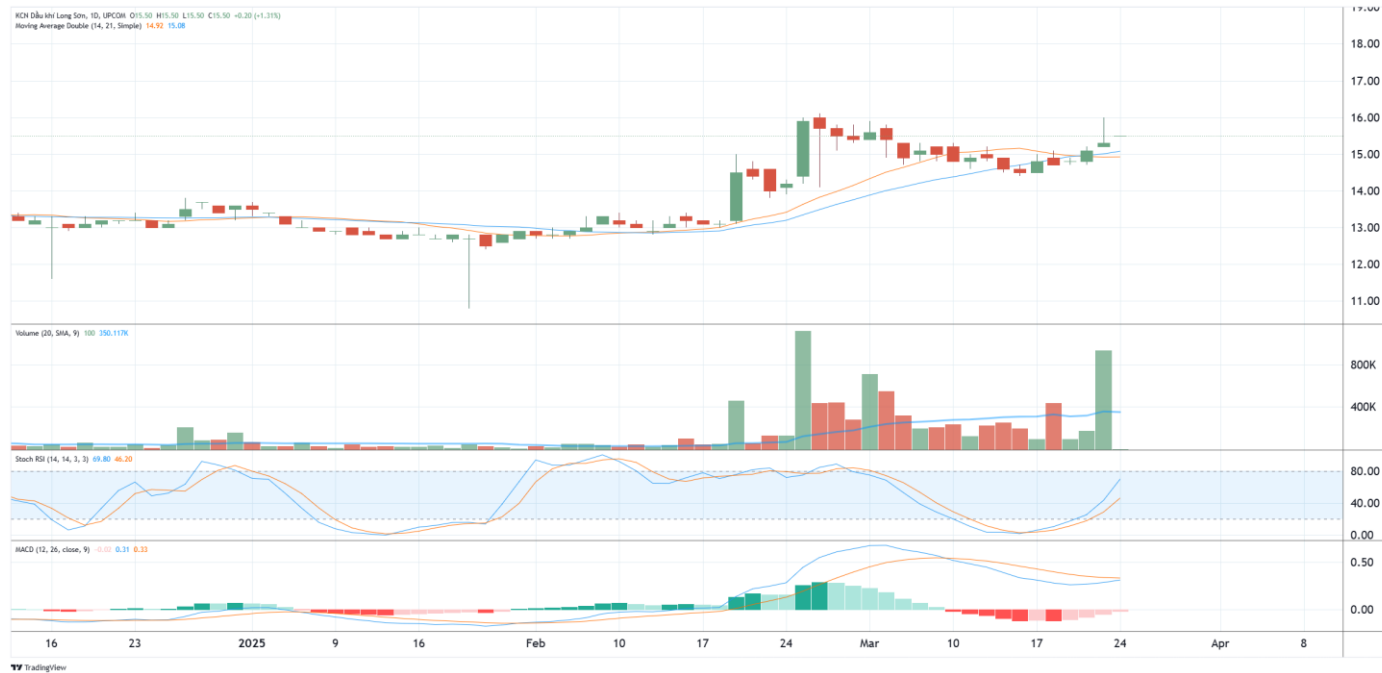 KCN Dầu khí Long Sơn, 1D, UPCOM O15.50 H15.50 L15.50 C15.50 +0.20 (+1.31%)
Moving Average Double (14, 21, Simple) 14.92 15.08
19.00
18.00
17.00
16.00
15.00
14.00
13.00
12.00
11.00
Volume (20, SMA, 9) 100 350.117K
800K
400K
Stoch RSI (14, 14, 3, 3) 69.80 46.20
80.00
40.00
0.00
MACD (12, 26, close, 9) -0.02 0.31 0.33
0.50
0.00
16 23 2025 9 16 Feb 10 17 24 Mar 10 17 24 Apr 8
TradingView